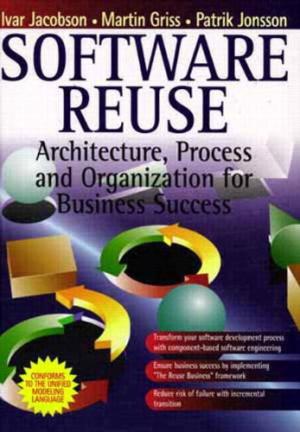 Ivar Jacobson • Martin Griss • Patrik Jonsson
SOFTWARE
REUSE
Architecture, Process
and Organization for
Business Success
Transform your software development process
with component-based software engineering
Ensure business success by implementing
"The Reuse Business" framework
Reduce risk of failure with incremental
transition
CONFORMS
TO THE UNIFIED
MODELING
LANGUAGE